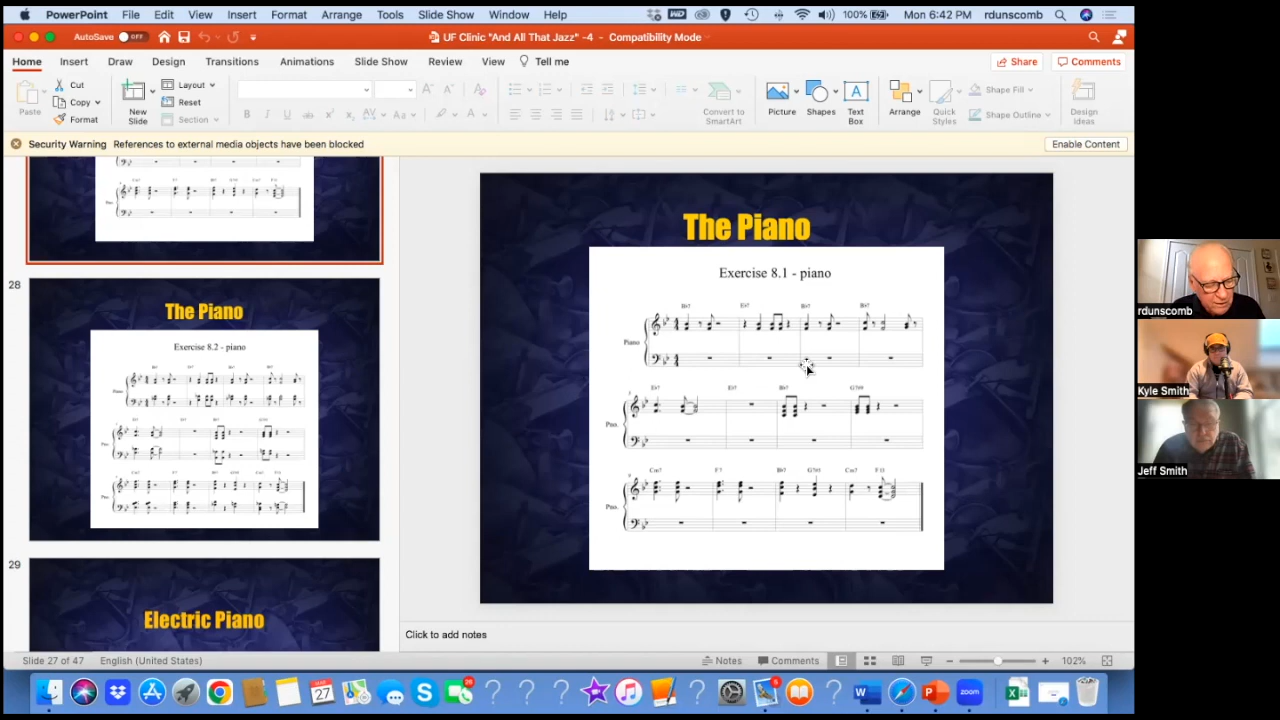 PowerPoint File Edit View Insert Format Arrange Tools Slide Show Window Help 100% Mon 6:42 PM rdunscomb
AutoSave OFF UF Clinic "And All That Jazz" -4 - Compatibility Mode
Home Insert Draw Design Transitions Animations Slide Show Review View Tell me Share Comments
Paste Cut Copy Format New Slide Layout Reset Section Convert to SmartArt Picture Shapes Text Box Arrange Quick Styles Shape Fill Shape Outline Design Ideas
Security Warning References to external media objects have been blocked Enable Content
28
The Piano
Exercise 8.2 - piano
29
Electric Piano
The Piano
Exercise 8.1 - piano
Piano
Pno.
Pno.
rdunscomb
Kyle Smith
Jeff Smith
Click to add notes
Slide 27 of 47 English (United States) Notes Comments 102%
MAR
27
zoom